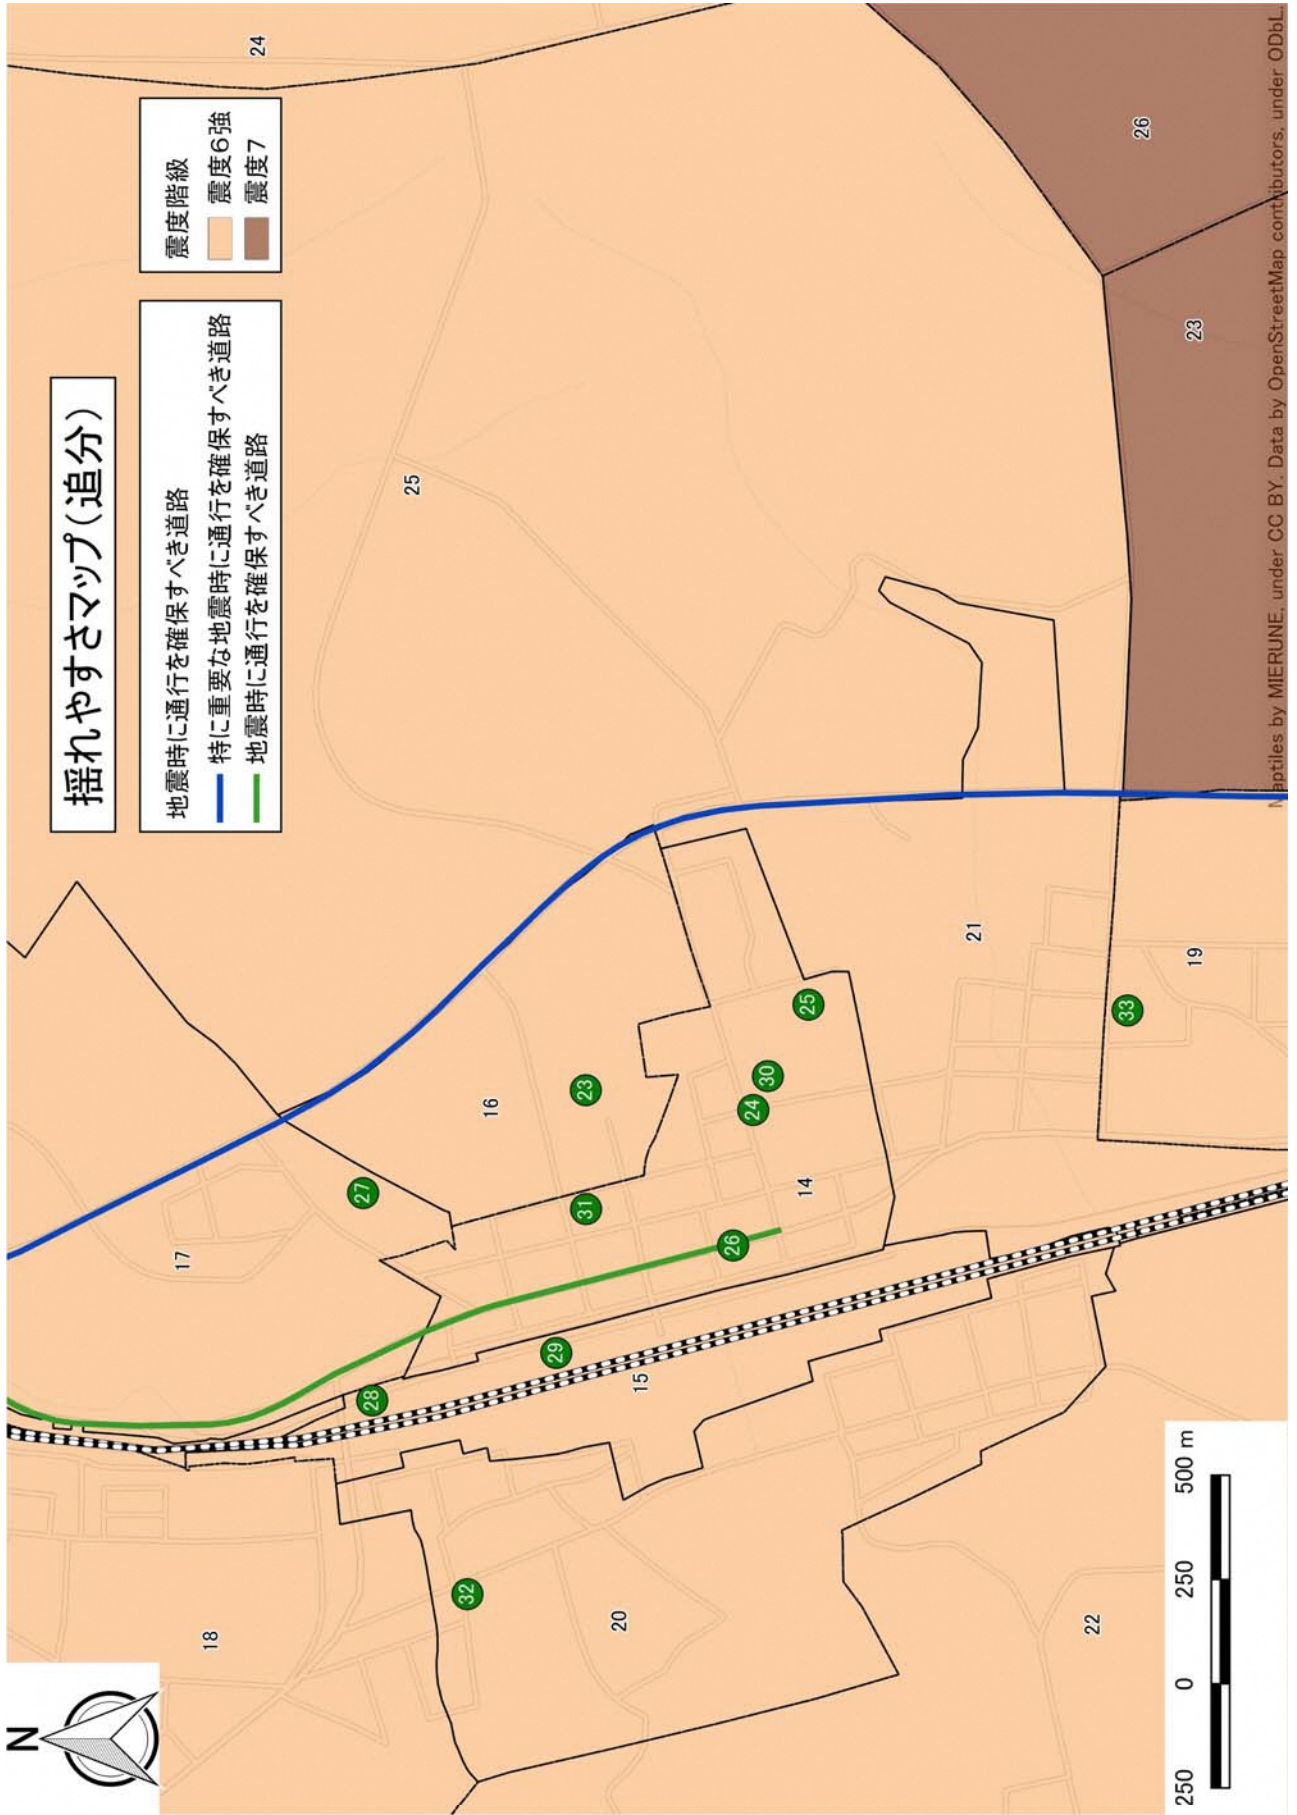 揺れやすさマップ（追分）
地震時に通行を確保すべき道路
特に重要な地震時に通行を確保すべき道路
地震時に通行を確保すべき道路
震度階級
震度6強
震度7
N
24
25
26
23
17
16
14
15
21
19
18
20
22
27
28
29
31
23
26
24
30
25
33
32
250 0 250 500 m
Maptiles by MIERUNE, under CC BY. Data by OpenStreetMap contributors, under ODbL.